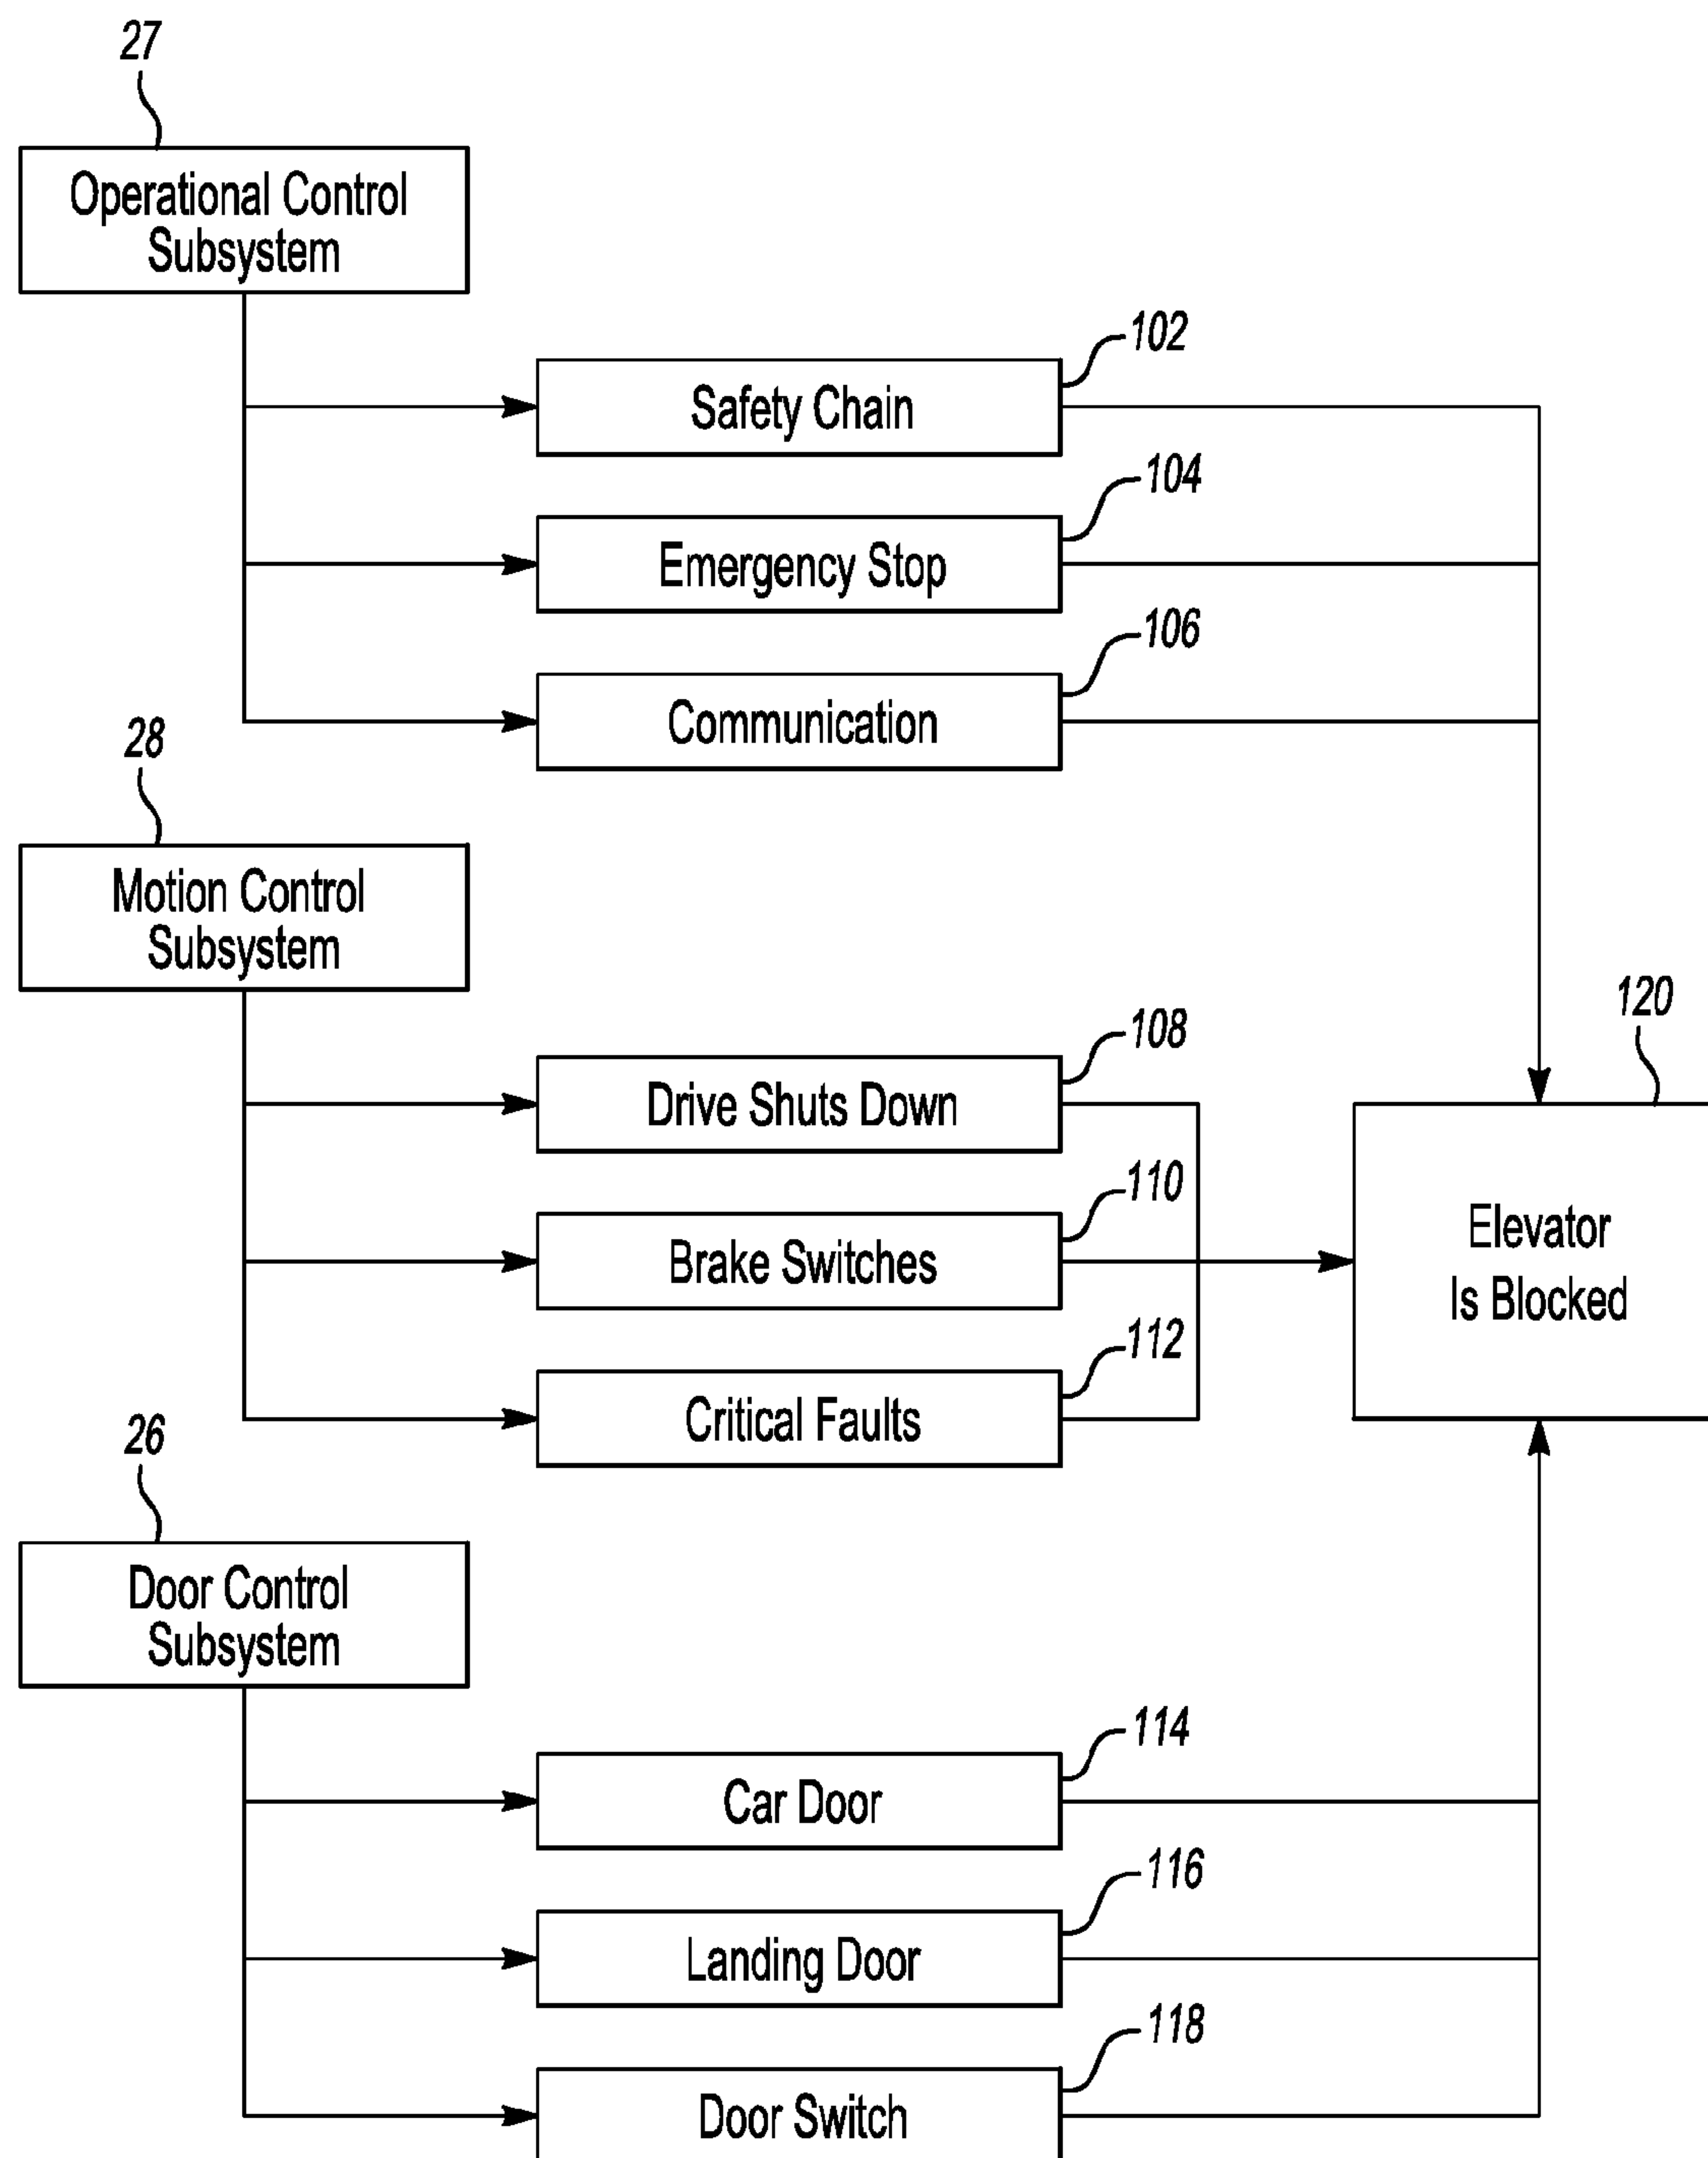 27
Operational Control
Subsystem
102
Safety Chain
104
Emergency Stop
106
Communication
28
Motion Control
Subsystem
108
Drive Shuts Down
110
Brake Switches
112
Critical Faults
120
Elevator
Is Blocked
26
Door Control
Subsystem
114
Car Door
116
Landing Door
118
Door Switch